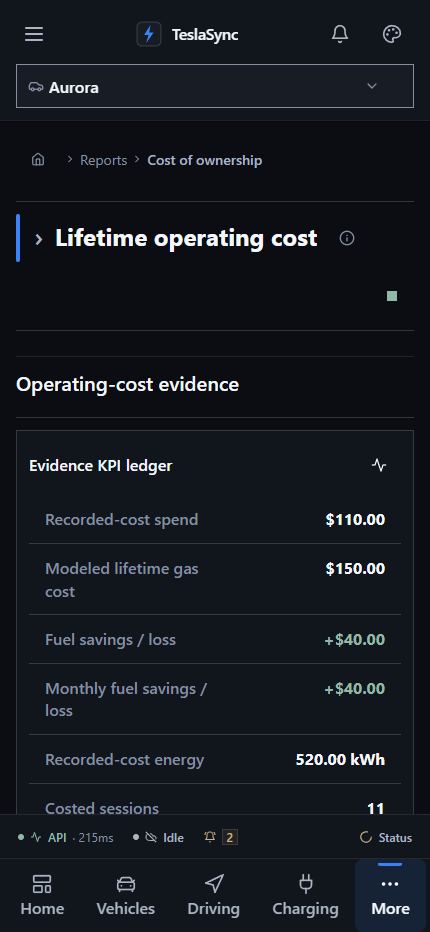 TeslaSync
Aurora
Reports
Cost of ownership
Lifetime operating cost
Operating-cost evidence
Evidence KPI ledger
Recorded-cost spend $110.00
Modeled lifetime gas
cost
$150.00
Fuel savings / loss +$40.00
Monthly fuel savings /
loss
+$40.00
Recorded-cost energy 520.00 kWh
Costed sessions 11
API · 215ms Idle 2 Status
Home Vehicles Driving Charging More